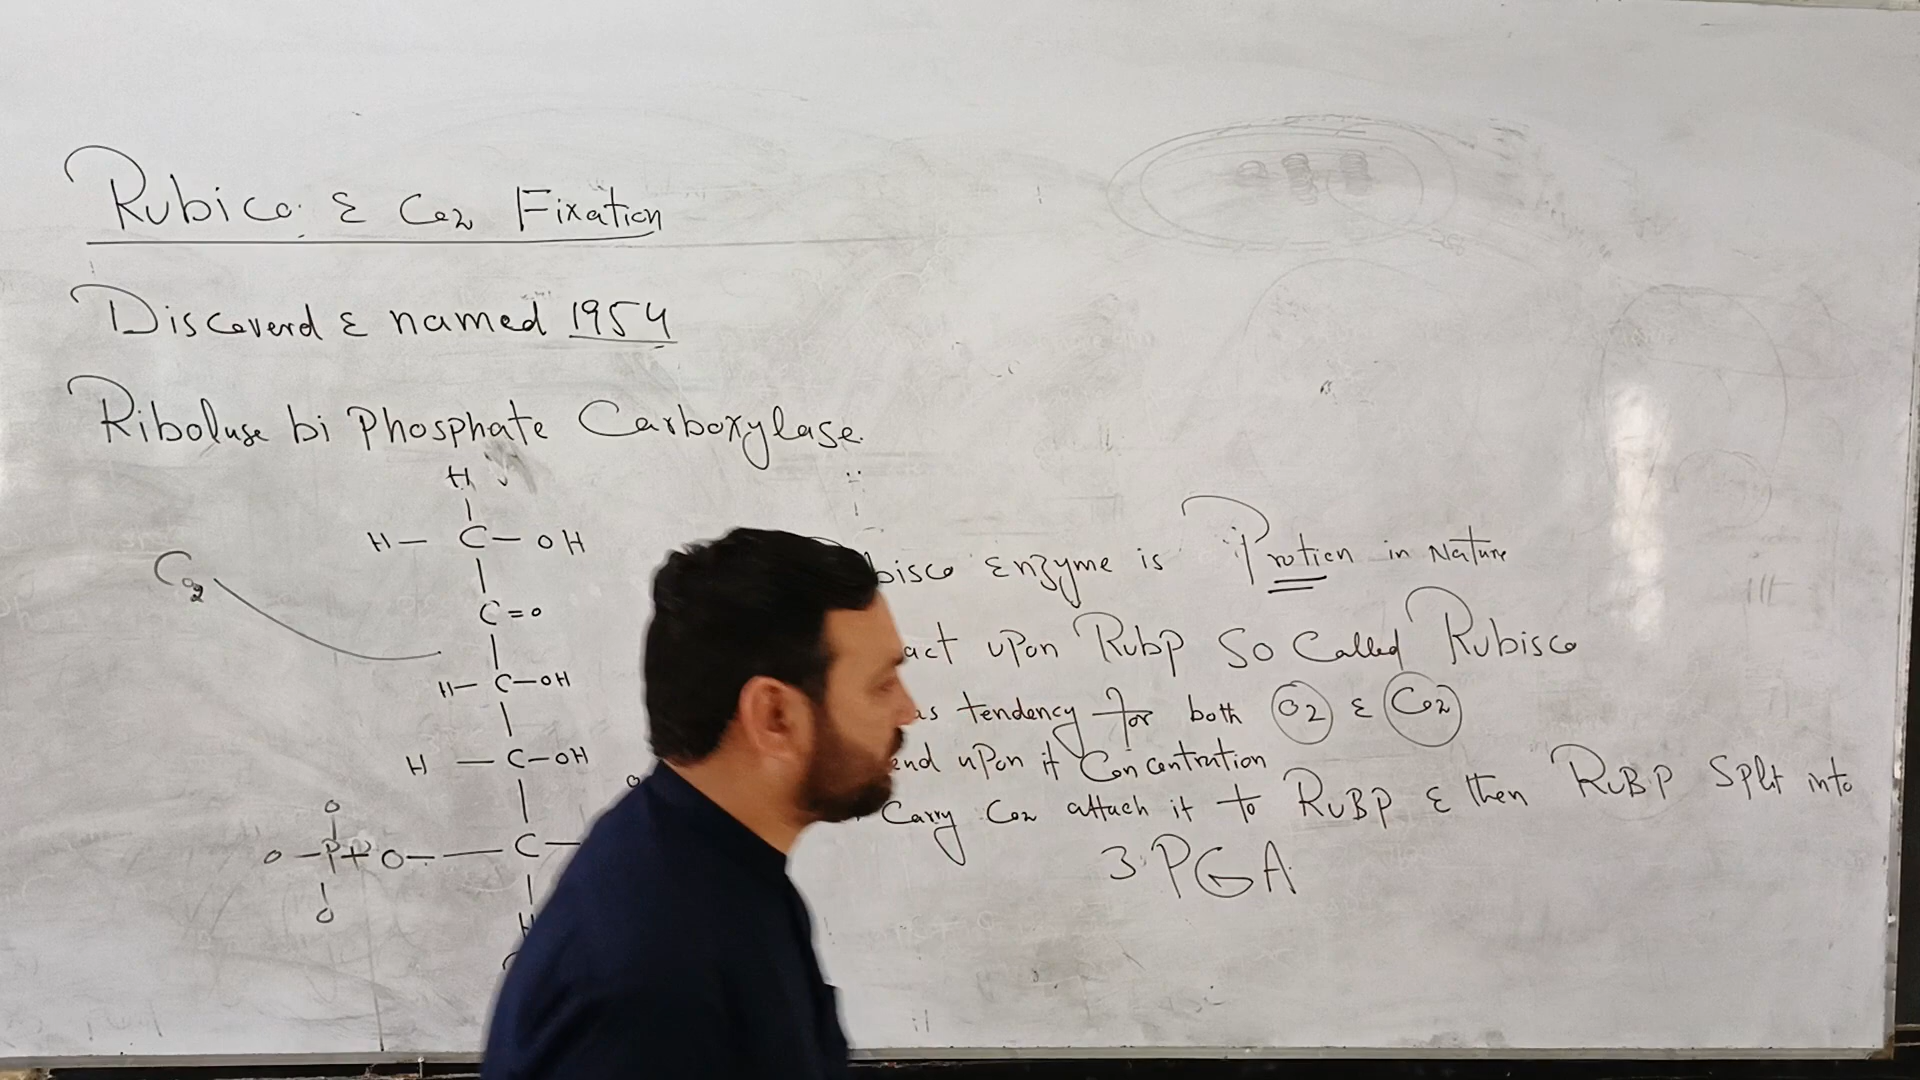 Rubico & Co2 Fixation
Discoverd & named 1954
Riboluse bi Phosphate Carboxylase
H
H — C — OH
Co2
C = O
H — C — OH
H — C — OH
O
O — P + P O — — C —
O
H
bisco Enzyme is Protien in Nature
act upon Rubp So Called Rubisco
as tendency for both O2 & Co2
end upon it Concentration
Carry Co2 attach it to RuBP & then RuBP Split into
3 PGA